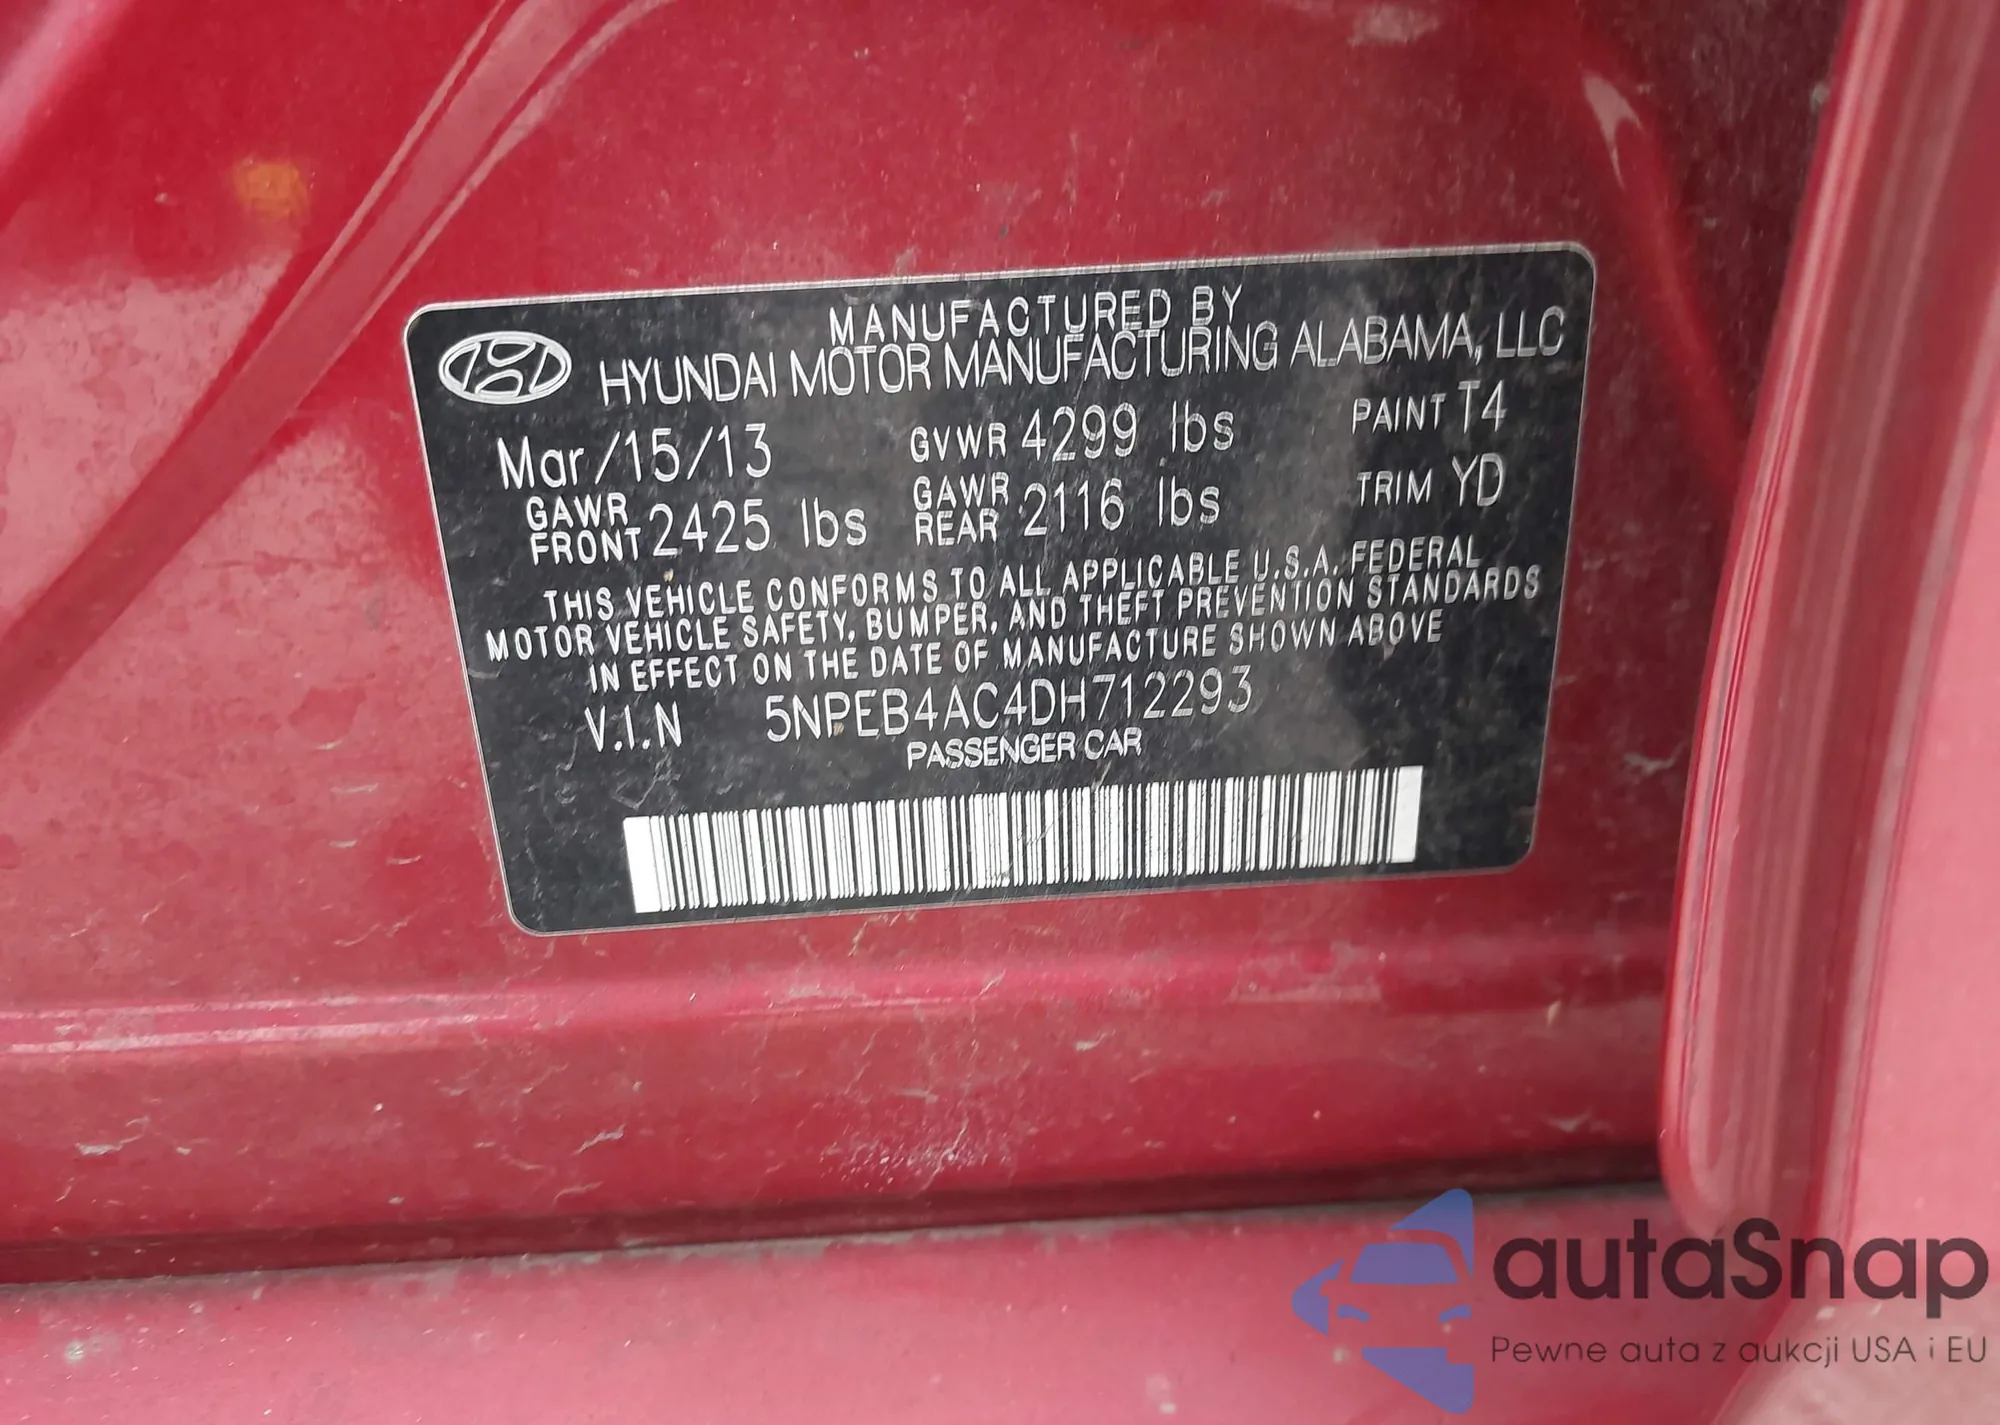 MANUFACTURED BY
HYUNDAI MOTOR MANUFACTURING ALABAMA, LLC
Mar/15/13 GVWR 4299 lbs PAINT T4
GAWR FRONT 2425 lbs GAWR REAR 2116 lbs TRIM YD
THIS VEHICLE CONFORMS TO ALL APPLICABLE U.S.A. FEDERAL
MOTOR VEHICLE SAFETY, BUMPER, AND THEFT PREVENTION STANDARDS
IN EFFECT ON THE DATE OF MANUFACTURE SHOWN ABOVE
V.I.N 5NPEB4AC4DH712293
PASSENGER CAR
autaSnap
Pewne auta z aukcji USA i EU